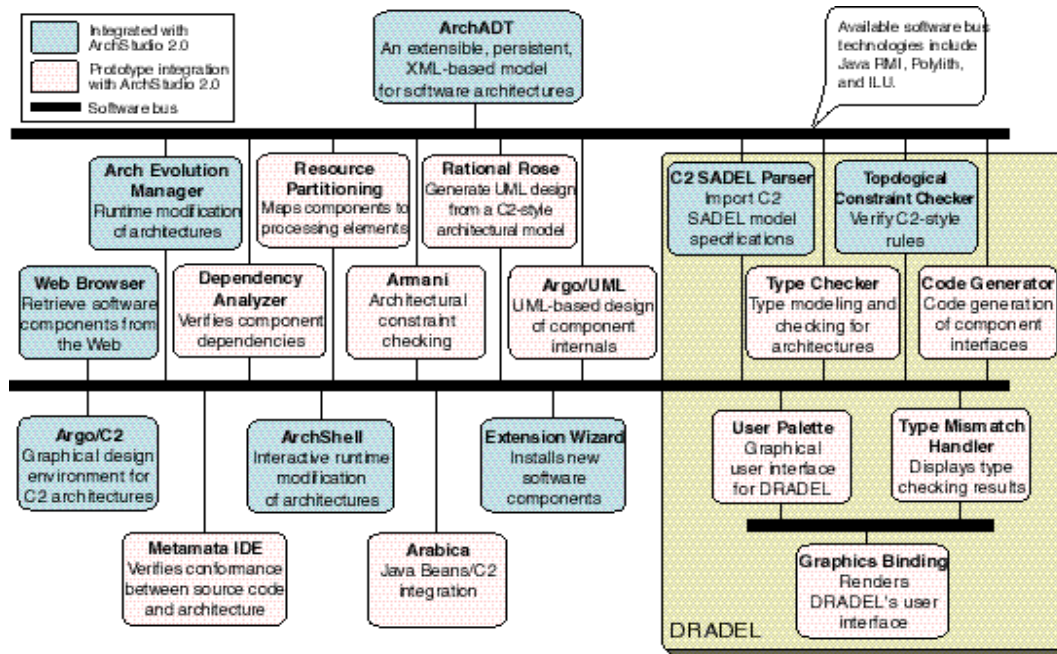 Integrated with
ArchStudio 2.0
Prototype integration
with ArchStudio 2.0
Software bus
ArchADT
An extensible, persistent,
XML-based model
for software architectures
Available software bus
technologies include
Java RMI, Polylith,
and ILU.
Arch Evolution
Manager
Runtime modification
of architectures
Resource
Partitioning
Maps components to
processing elements
Rational Rose
Generate UML design
from a C2-style
architectural model
C2 SADEL Parser
Import C2
SADEL model
specifications
Topological
Constraint Checker
Verify C2-style
rules
Web Browser
Retrieve software
components from
the Web
Dependency
Analyzer
Verifies component
dependencies
Armani
Architectural
constraint
checking
Argo/UML
UML-based design
of component
internals
Type Checker
Type modeling and
checking for
architectures
Code Generator
Code generation
of component
interfaces
Argo/C2
Graphical design
environment for
C2 architectures
ArchShell
Interactive runtime
modification
of architectures
Extension Wizard
Installs new
software
components
User Palette
Graphical
user interface
for DRADEL
Type Mismatch
Handler
Displays type
checking results
Metamata IDE
Verifies conformance
between source code
and architecture
Arabica
Java Beans/C2
integration
Graphics Binding
Renders
DRADEL's user
interface
DRADEL